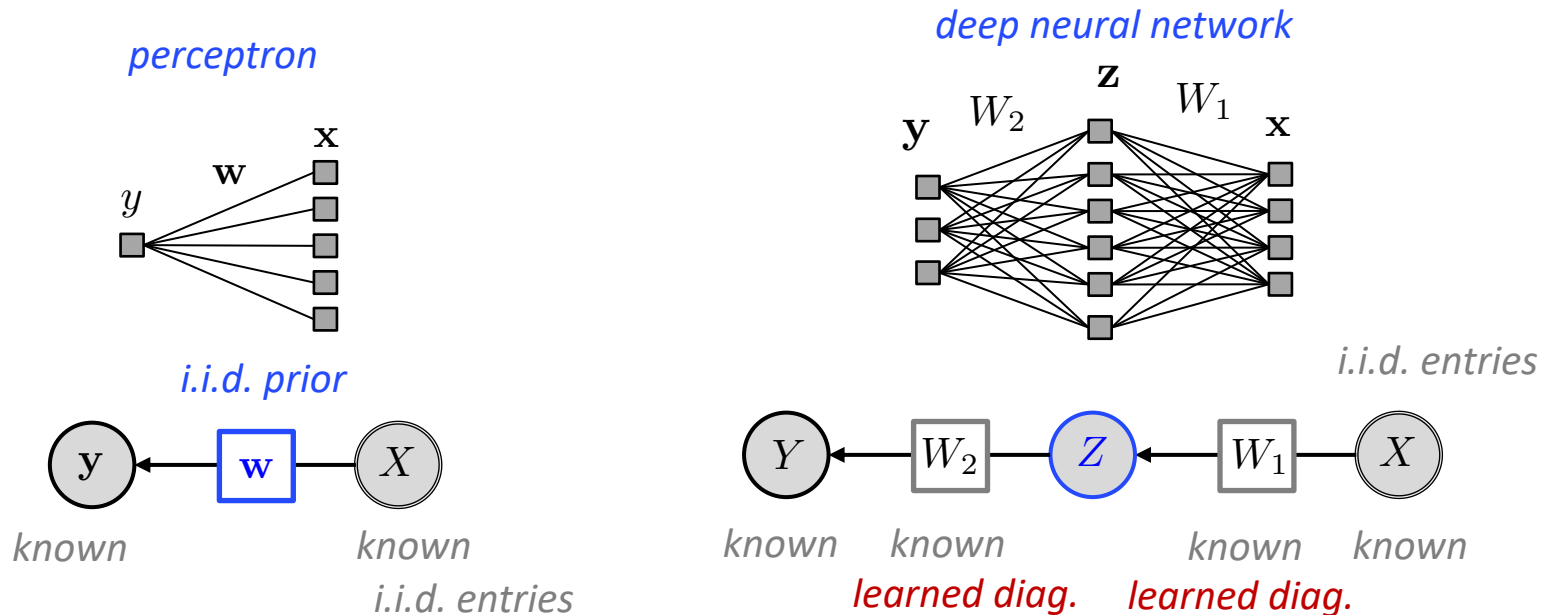 perceptron
x
w
y
i.i.d. prior
y w X
known known
i.i.d. entries
deep neural network
z
W₂ W₁
y x
i.i.d. entries
Y W₂ Z W₁ X
known known known known
learned diag. learned diag.